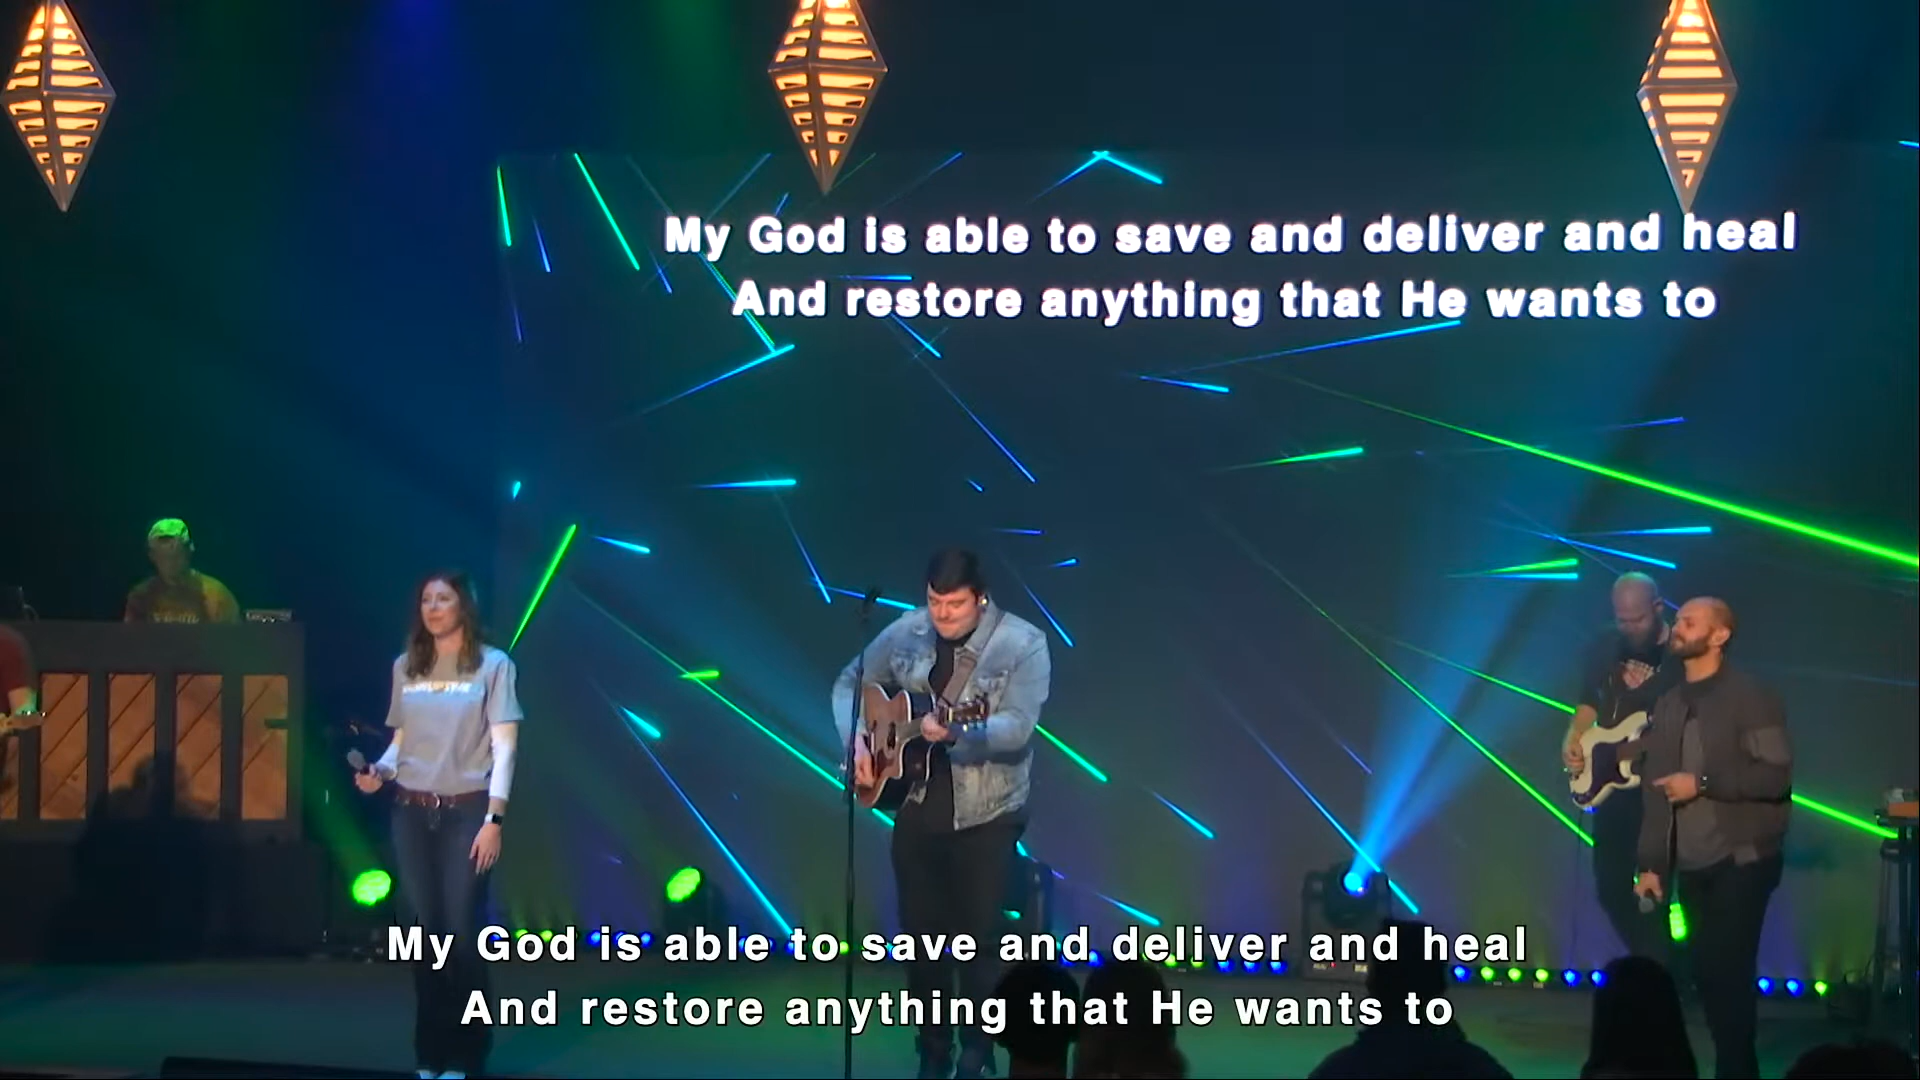 My God is able to save and deliver and heal
And restore anything that He wants to
My God is able to save and deliver and heal
And restore anything that He wants to